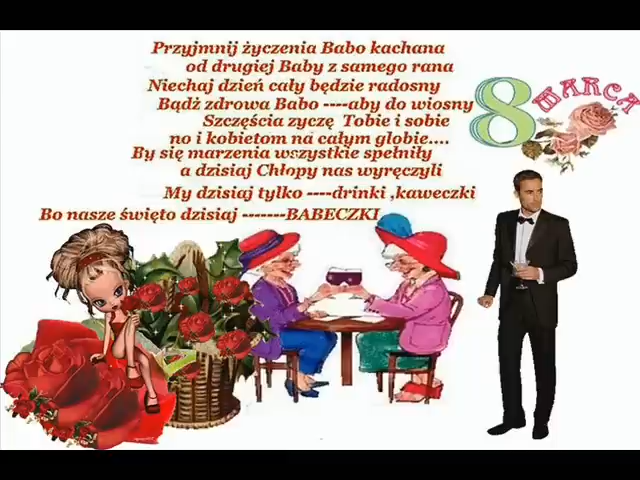 Przyjmnij życzenia Babo kachana
od drugiej Baby z samego rana
Niechaj dzień cały będzie radosny
Bądż zdrowa Babo ----aby do wiosny
Szczęścia zyczę Tobie i sobie
no i kobietom na całym globie....
By się marzenia wszystkie spełniły
a dzisiaj Chłopy nas wyręczyli
My dzisiaj tylko ----drinki ,kaweczki
Bo nasze święto dzisiaj -------BABECZKI
8 MARCA